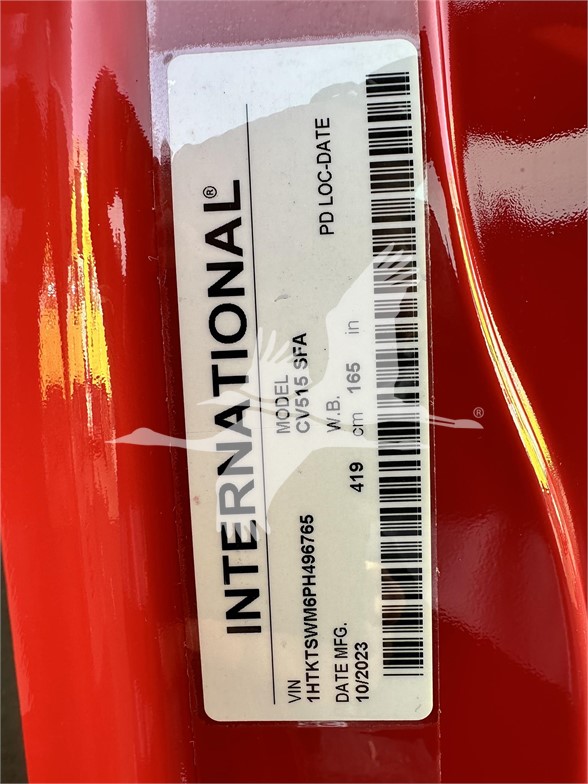 INTERNATIONAL®
VIN MODEL
1HTKTSWM6PH496765 CV515 SFA
DATE MFG. W.B. PD LOC-DATE
10/2023 419 cm 165 in
®